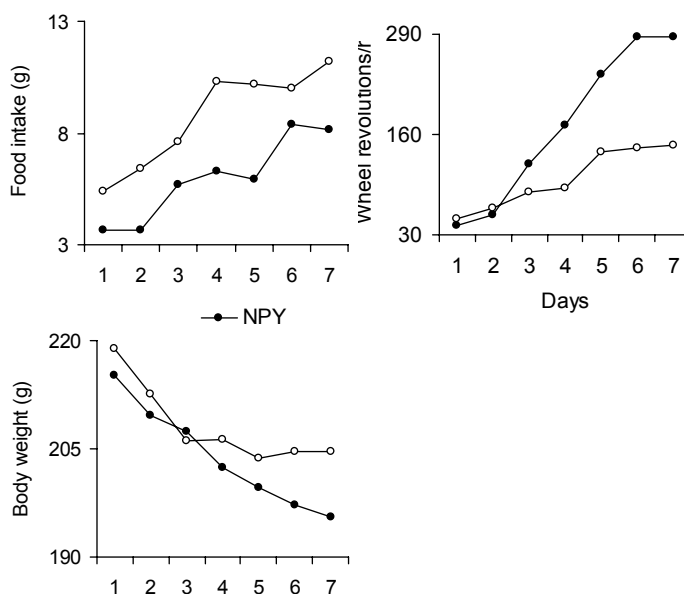 13
8
3
Food intake (g)
1 2 3 4 5 6 7
290
160
30
Wheel revolutions/r
1 2 3 4 5 6 7
Days
NPY
220
205
190
Body weight (g)
1 2 3 4 5 6 7